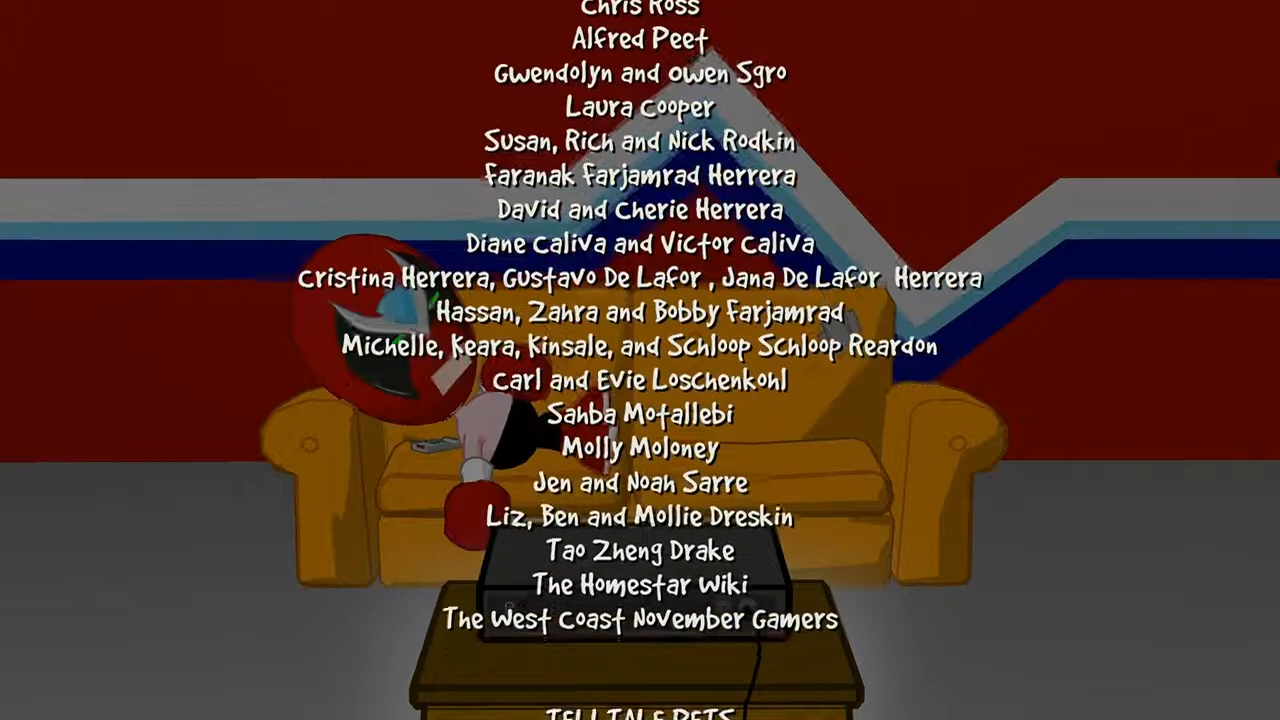 Chris Ross
Alfred Peet
Gwendolyn and Owen Sgro
Laura Cooper
Susan, Rich and Nick Rodkin
Faranak Farjamrad Herrera
David and Cherie Herrera
Diane Caliva and Victor Caliva
Cristina Herrera, Gustavo De Lafor , Jana De Lafor  Herrera
Hassan, Zahra and Bobby Farjamrad
Michelle, Keara, Kinsale, and Schloop Schloop Reardon
Carl and Evie Loschenkohl
Sahba Motallebi
Molly Moloney
Jen and Noah Sarre
Liz, Ben and Mollie Dreskin
Tao Zheng Drake
The Homestar Wiki
The West Coast November Gamers
TELLTALE PETS